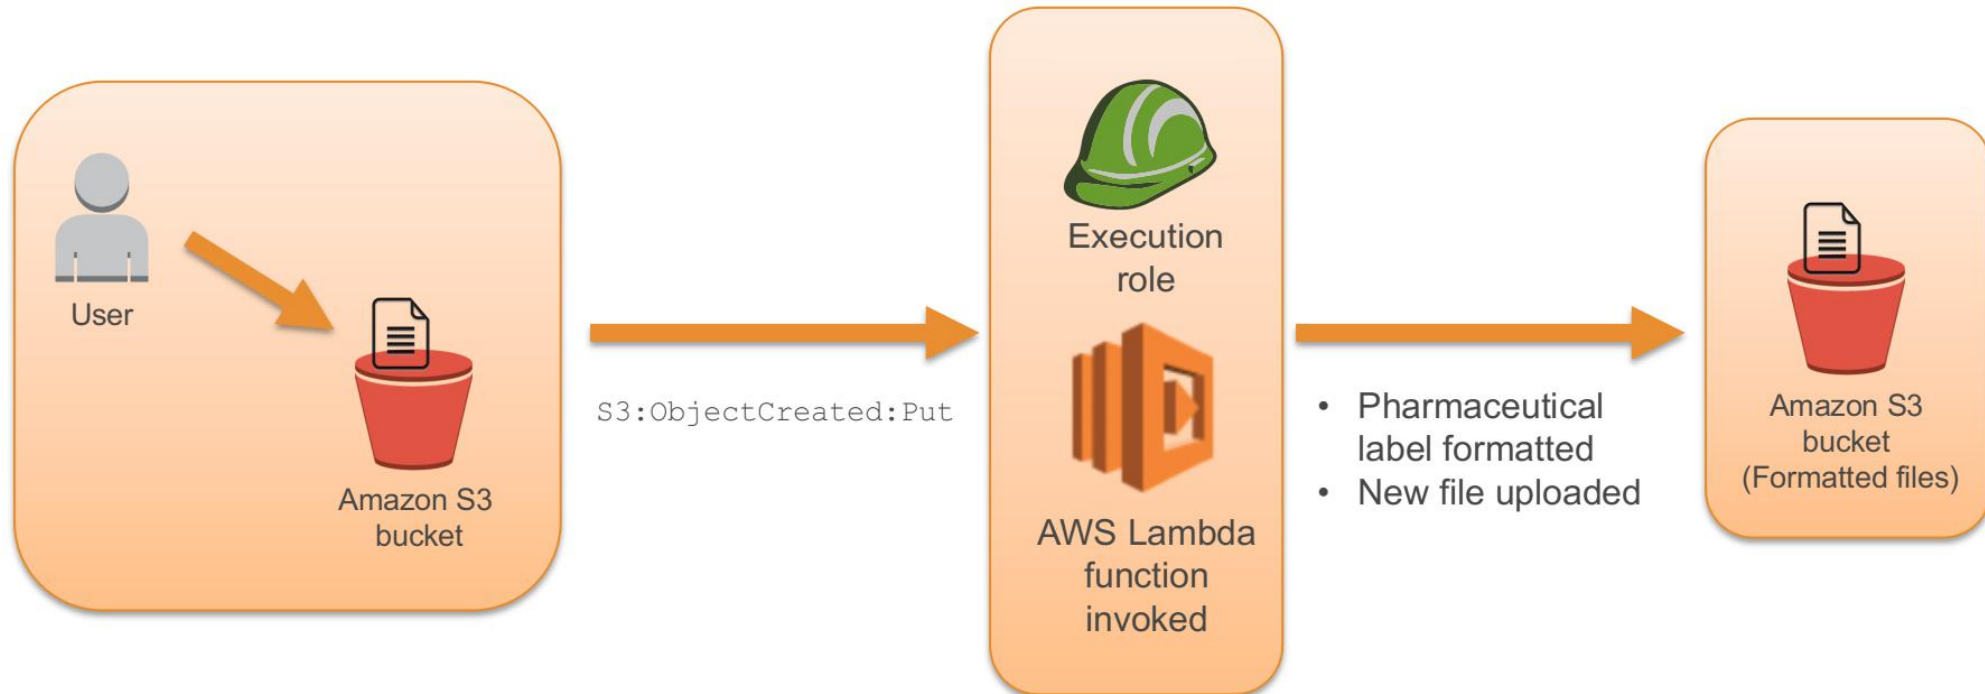 User
Amazon S3
bucket
S3:ObjectCreated:Put
Execution
role
AWS Lambda
function
invoked
• Pharmaceutical
label formatted
• New file uploaded
Amazon S3
bucket
(Formatted files)